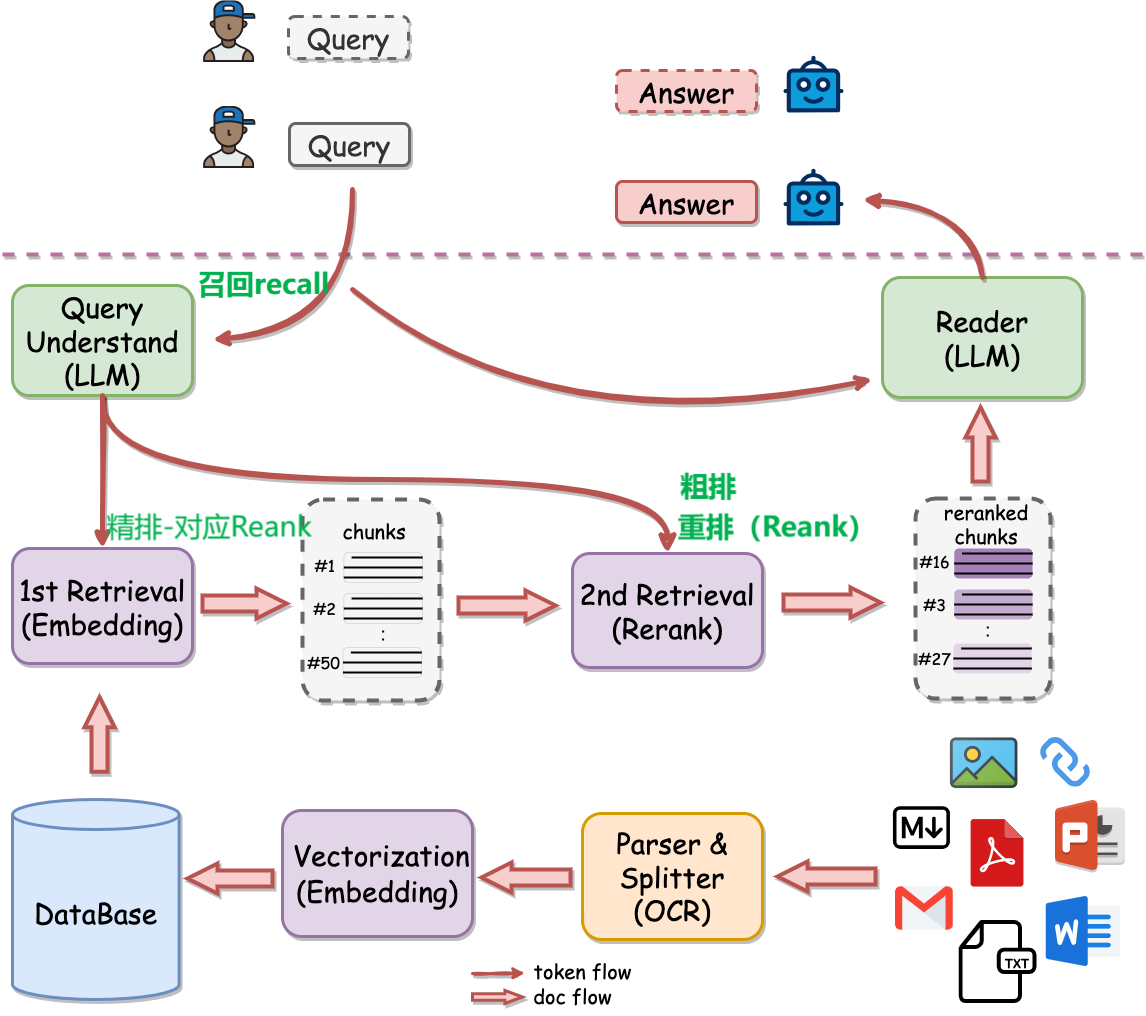 Query
Answer
Query
Answer
召回recall
Query
Understand
(LLM)
Reader
(LLM)
粗排
重排（Reank）
精排-对应Reank
chunks
#1
#2
:
#50
reranked
chunks
#16
#3
:
#27
1st Retrieval
(Embedding)
2nd Retrieval
(Rerank)
DataBase
Vectorization
(Embedding)
Parser &
Splitter
(OCR)
M
P
W
TXT
token flow
doc flow